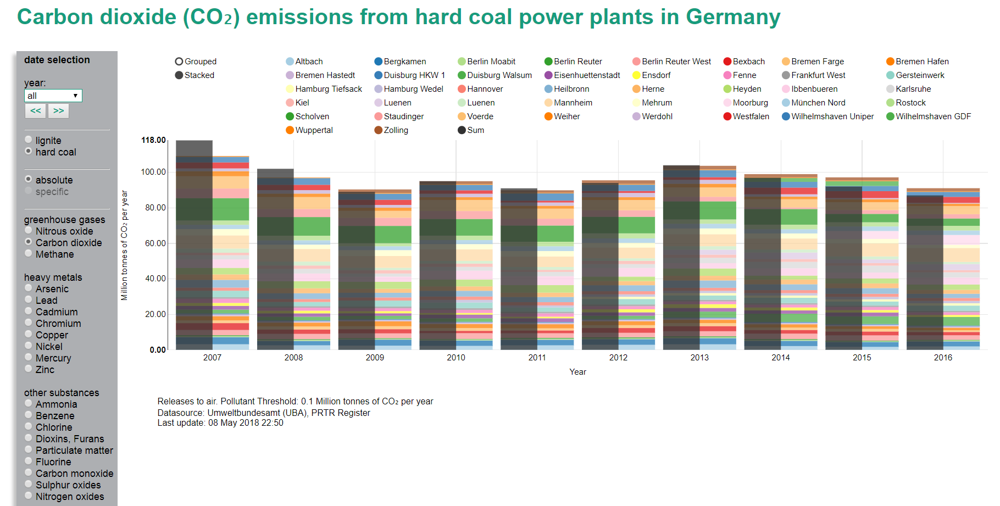 Carbon dioxide (CO₂) emissions from hard coal power plants in Germany
date selection
year:
all
<< >>
lignite
hard coal
absolute
specific
greenhouse gases
Nitrous oxide
Carbon dioxide
Methane
heavy metals
Arsenic
Lead
Cadmium
Chromium
Copper
Nickel
Mercury
Zinc
other substances
Ammonia
Benzene
Chlorine
Dioxins, Furans
Particulate matter
Fluorine
Carbon monoxide
Sulphur oxides
Nitrogen oxides
Grouped Altbach Bergkamen Berlin Moabit Berlin Reuter Berlin Reuter West Bexbach Bremen Farge Bremen Hafen
Stacked Bremen Hastedt Duisburg HKW 1 Duisburg Walsum Eisenhuettenstadt Ensdorf Fenne Frankfurt West Gersteinwerk
Hamburg Tiefsack Hamburg Wedel Hannover Heilbronn Herne Heyden Ibbenbueren Karlsruhe
Kiel Luenen Luenen Mannheim Mehrum Moorburg München Nord Rostock
Scholven Staudinger Voerde Weiher Werdohl Westfalen Wilhelmshaven Uniper Wilhelmshaven GDF
Wuppertal Zolling Sum
118.00
100.00
80.00
60.00
40.00
20.00
0.00
Million tonnes of CO₂ per year
2007 2008 2009 2010 2011 2012 2013 2014 2015 2016
Year
Releases to air. Pollutant Threshold: 0.1 Million tonnes of CO₂ per year
Datasource: Umweltbundesamt (UBA), PRTR Register
Last update: 08 May 2018 22:50